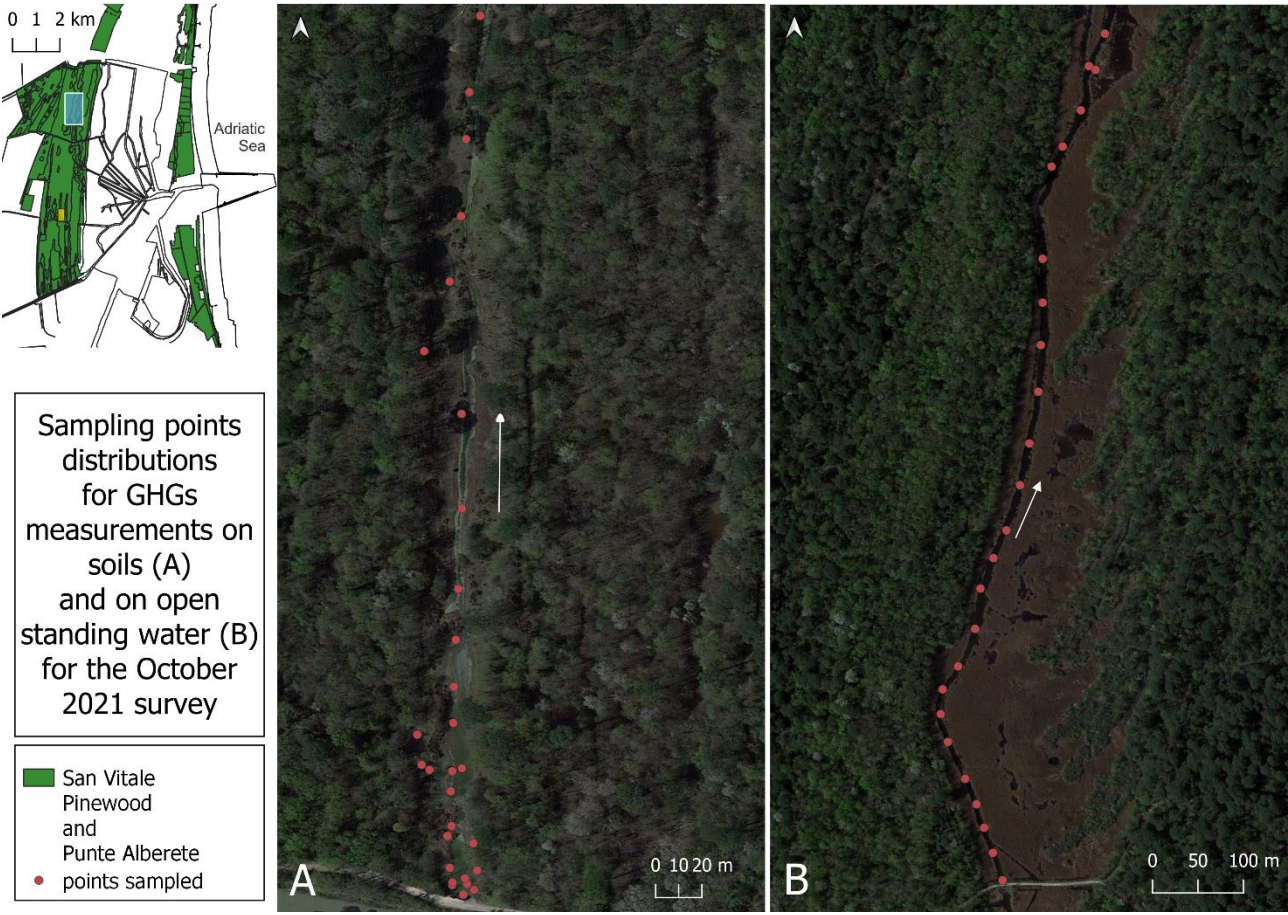 0 1 2 km
Adriatic
Sea
Sampling points
distributions
for GHGs
measurements on
soils (A)
and on open
standing water (B)
for the October
2021 survey
San Vitale
Pinewood
and
Punte Alberete
points sampled
A
0 10 20 m
B
0 50 100 m